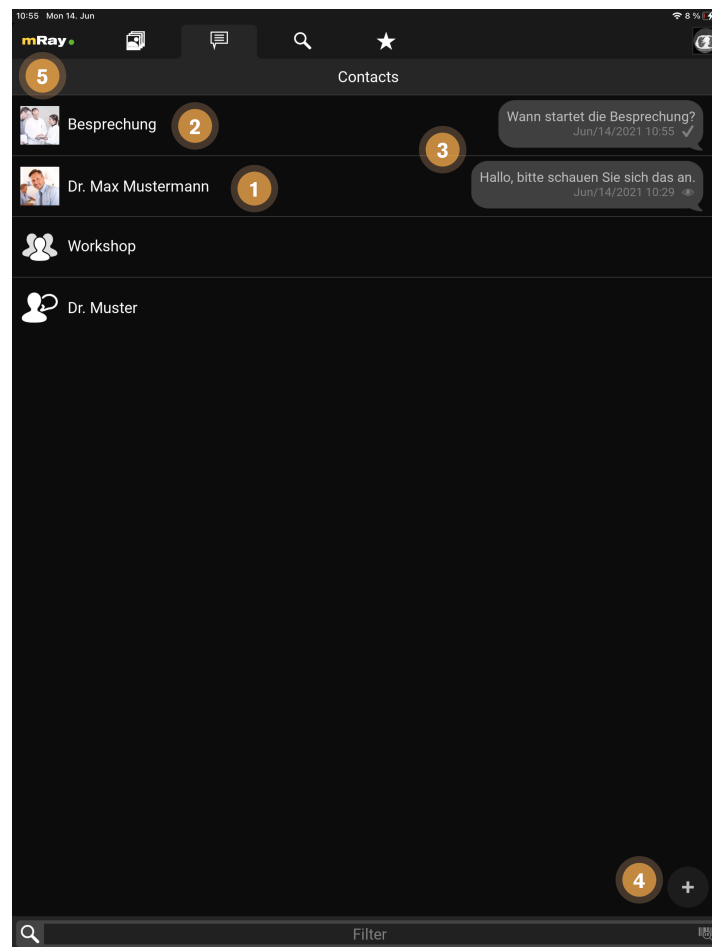 10:55 Mon 14. Jun 8 %
mRay
5 Contacts
Besprechung 2 Wann startet die Besprechung?
Jun/14/2021 10:55
3
Dr. Max Mustermann 1 Hallo, bitte schauen Sie sich das an.
Jun/14/2021 10:29
Workshop
Dr. Muster
4 +
Filter